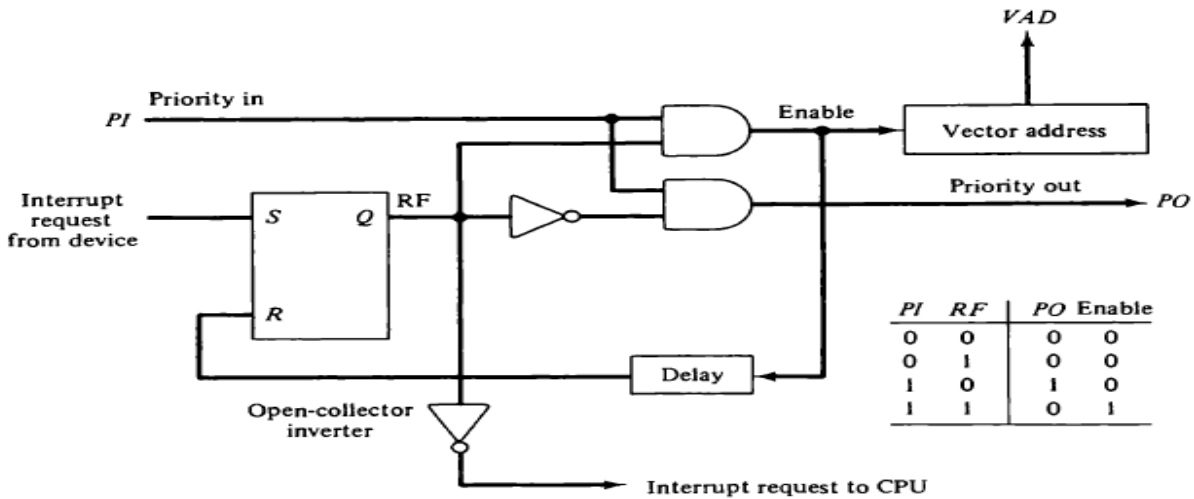 VAD
Priority in
PI
Enable
Vector address
Interrupt
request
from device
S
Q
RF
Priority out
PO
R
Delay
PI RF PO Enable
0 0 0 0
0 1 0 0
1 0 1 0
1 1 0 1
Open-collector
inverter
Interrupt request to CPU